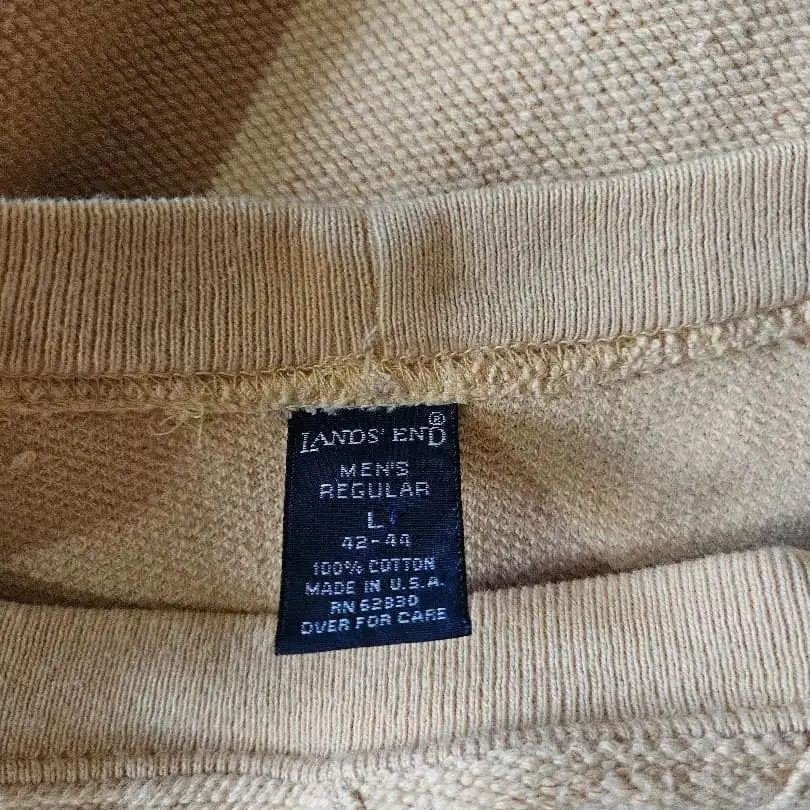 LANDS' END®
MEN'S
REGULAR
L
42-44
100% COTTON
MADE IN U.S.A.
RN 62830
OVER FOR CARE